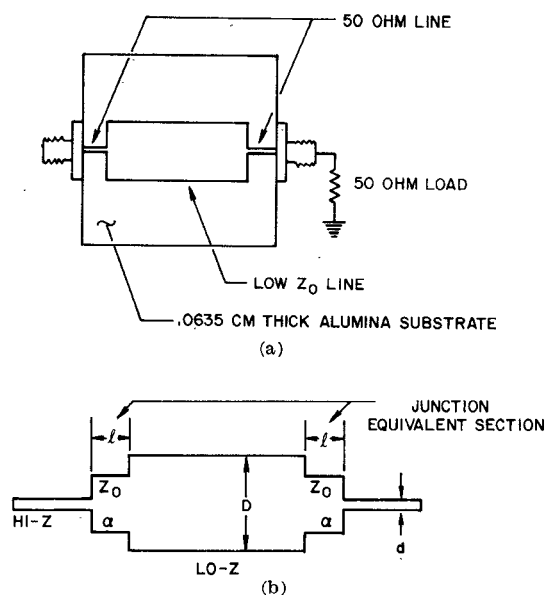 50 OHM LINE
50 OHM LOAD
LOW Z₀ LINE
.0635 CM THICK ALUMINA SUBSTRATE
(a)
JUNCTION
EQUIVALENT SECTION
ℓ ℓ
Z₀ D Z₀
HI-Z α α d
LO-Z
(b)